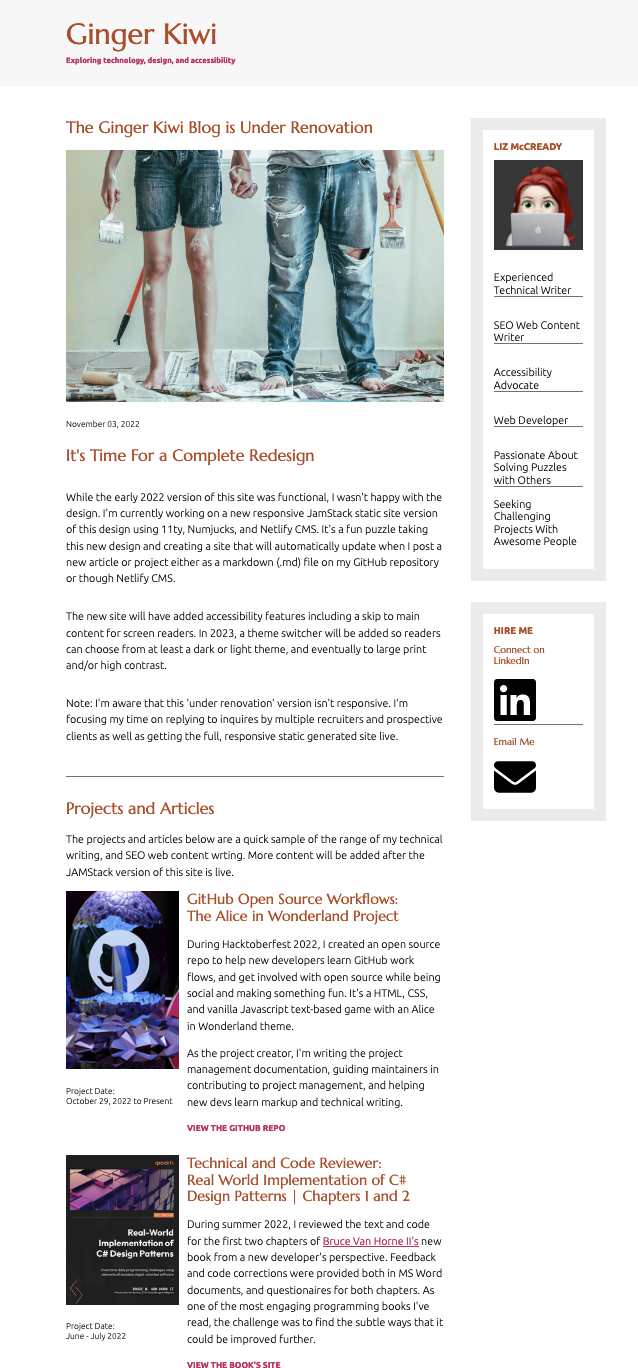 Ginger Kiwi
Exploring technology, design, and accessibility
The Ginger Kiwi Blog is Under Renovation
November 03, 2022
It's Time For a Complete Redesign
While the early 2022 version of this site was functional, I wasn't happy with the
design. I'm currently working on a new responsive JamStack static site version
of this design using 11ty, Numjucks, and Netlify CMS. It's a fun puzzle taking
this new design and creating a site that will automatically update when I post a
new article or project either as a markdown (.md) file on my GitHub repository
or though Netlify CMS.
The new site will have added accessibility features including a skip to main
content for screen readers. In 2023, a theme switcher will be added so readers
can choose from at least a dark or light theme, and eventually to large print
and/or high contrast.
Note: I'm aware that this 'under renovation' version isn't responsive. I'm
focusing my time on replying to inquires by multiple recruiters and prospective
clients as well as getting the full, responsive static generated site live.
Projects and Articles
The projects and articles below are a quick sample of the range of my technical
writing, and SEO web content wrting. More content will be added after the
JAMStack version of this site is live.
GitHub Open Source Workflows:
The Alice in Wonderland Project
During Hacktoberfest 2022, I created an open source
repo to help new developers learn GitHub work
flows, and get involved with open source while being
social and making something fun. It's a HTML, CSS,
and vanilla Javascript text-based game with an Alice
in Wonderland theme.
As the project creator, I'm writing the project
management documentation, guiding maintainers in
contributing to project management, and helping
new devs learn markup and technical writing.
Project Date:
October 29, 2022 to Present
VIEW THE GITHUB REPO
Real-World
Implementation of
C# Design Patterns
Technical and Code Reviewer:
Real World Implementation of C#
Design Patterns | Chapters 1 and 2
During summer 2022, I reviewed the text and code
for the first two chapters of Bruce Van Horne II's new
book from a new developer's perspective. Feedback
and code corrections were provided both in MS Word
documents, and questionaires for both chapters. As
one of the most engaging programming books I've
read, the challenge was to find the subtle ways that it
could be improved further.
Project Date:
June - July 2022
VIEW THE BOOK'S SITE
LIZ McCREADY
Experienced
Technical Writer
SEO Web Content
Writer
Accessibility
Advocate
Web Developer
Passionate About
Solving Puzzles
with Others
Seeking
Challenging
Projects With
Awesome People
HIRE ME
Connect on
LinkedIn
in
Email Me